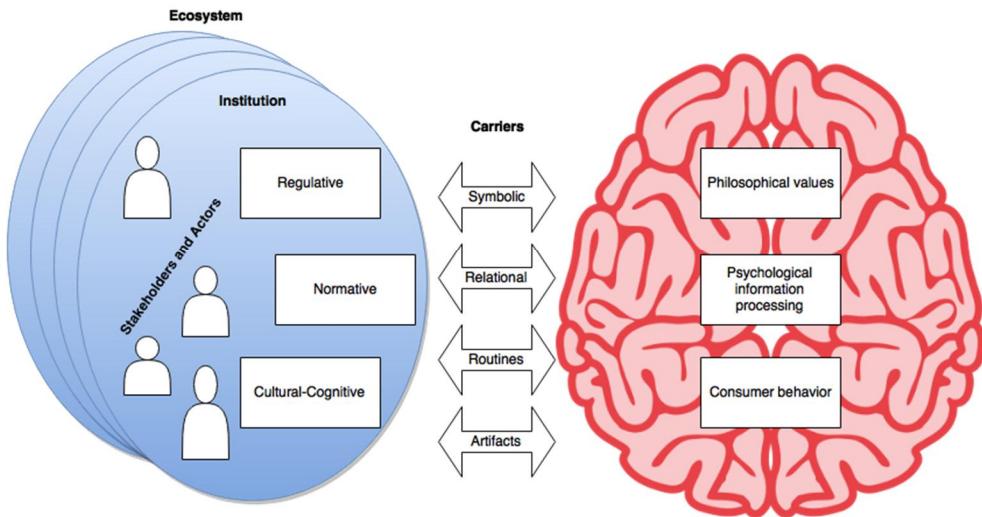 Ecosystem
Institution
Stakeholders and Actors
Regulative
Normative
Cultural-Cognitive
Carriers
Symbolic
Relational
Routines
Artifacts
Philosophical values
Psychological
information
processing
Consumer behavior